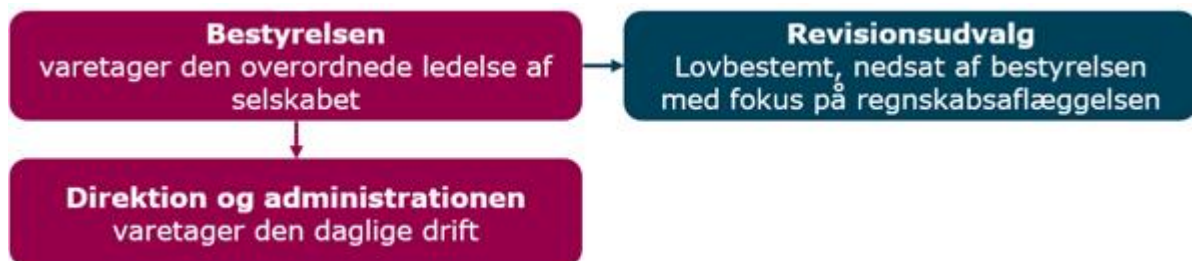 Bestyrelsen
varetager den overordnede ledelse af
selskabet
Revisionsudvalg
Lovbestemt, nedsat af bestyrelsen
med fokus på regnskabsaflæggelsen
Direktion og administrationen
varetager den daglige drift